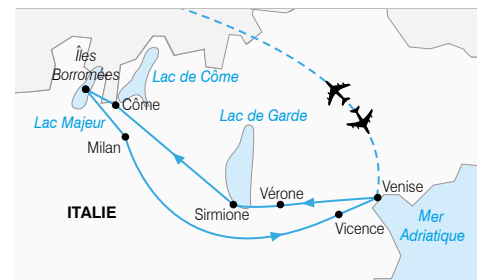 Îles
Borromées
Lac de Côme
Côme
Lac Majeur
Lac de Garde
Milan
Vérone
Venise
ITALIE
Sirmione
Vicence
Mer
Adriatique